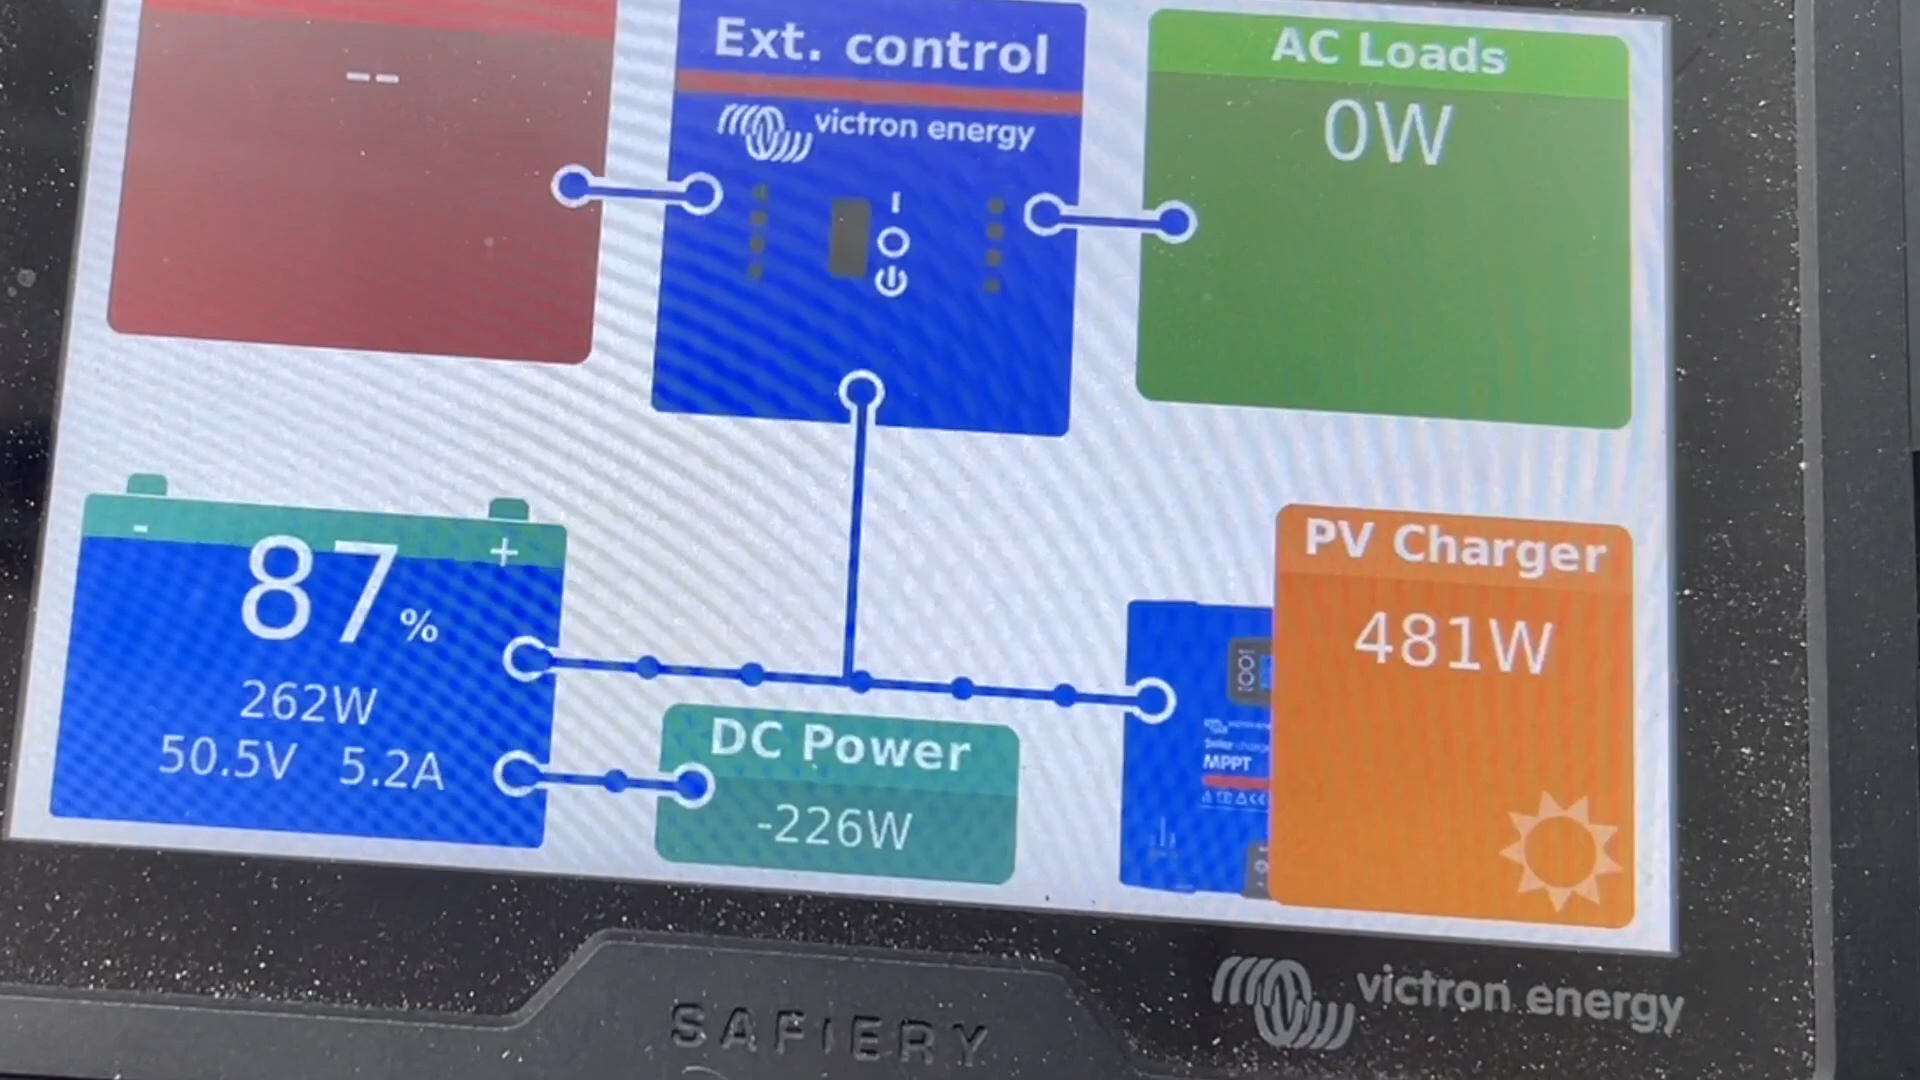 --
Ext. control
victron energy
AC Loads
0W
- +
87%
262W
50.5V 5.2A
DC Power
-226W
PV Charger
481W
MPPT
SAFIERY
victron energy